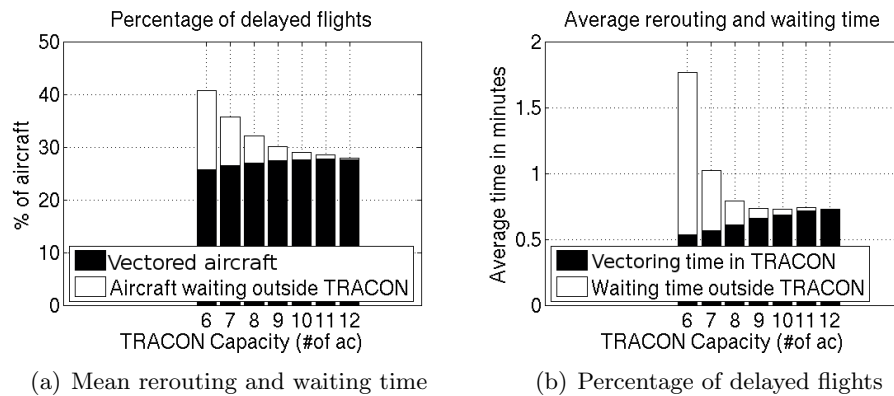 Percentage of delayed flights
50
40
30
20
10
0
% of aircraft
Vectored aircraft
Aircraft waiting outside TRACON
6 7 8 9 10 11 12
TRACON Capacity (#of ac)
(a) Mean rerouting and waiting time
Average rerouting and waiting time
2
1.5
1
0.5
0
Average time in minutes
Vectoring time in TRACON
Waiting time outside TRACON
6 7 8 9 10 11 12
TRACON Capacity (#of ac)
(b) Percentage of delayed flights